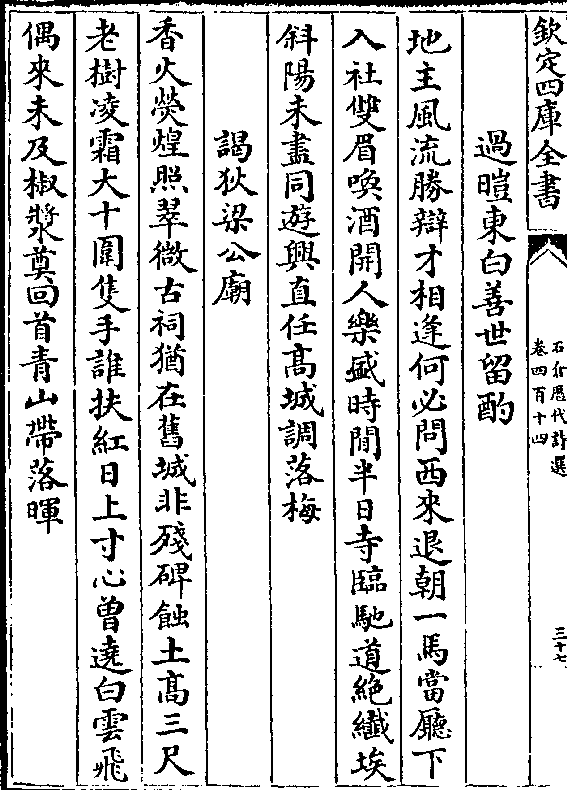 欽定四庫全書
石倉歷代詩選
卷四百十四
三十七
過暟東白善世留酌
地主風流勝辯才相逢何必問西來退朝一馬當廳下
入社雙眉喚酒開人樂盛時閒半日寺臨馳道絶纎埃
斜陽未盡同遊興直任髙城調落梅
謁狄梁公廟
香火熒煌照翠微古祠猶在舊城非殘碑蝕土髙三尺
老樹凌霜大十圍隻手誰扶紅日上寸心曽遶白雲飛
偶來未及椒漿奠回首青山帶落暉